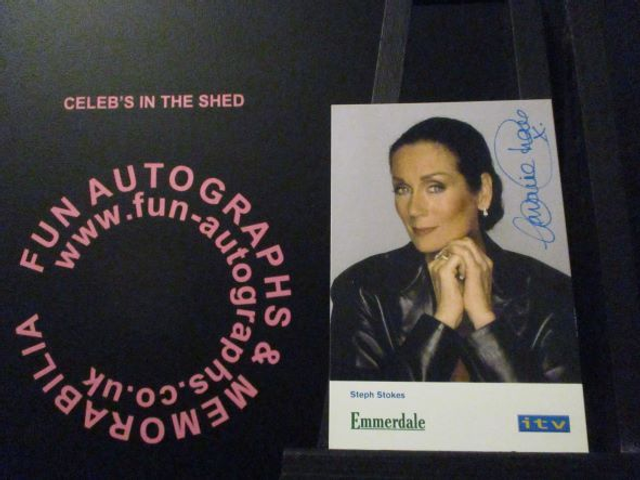 CELEB'S IN THE SHED
FUN AUTOGRAPHS & MEMORABILIA
www.fun-autographs.co.uk
Steph Stokes
Emmerdale
itv